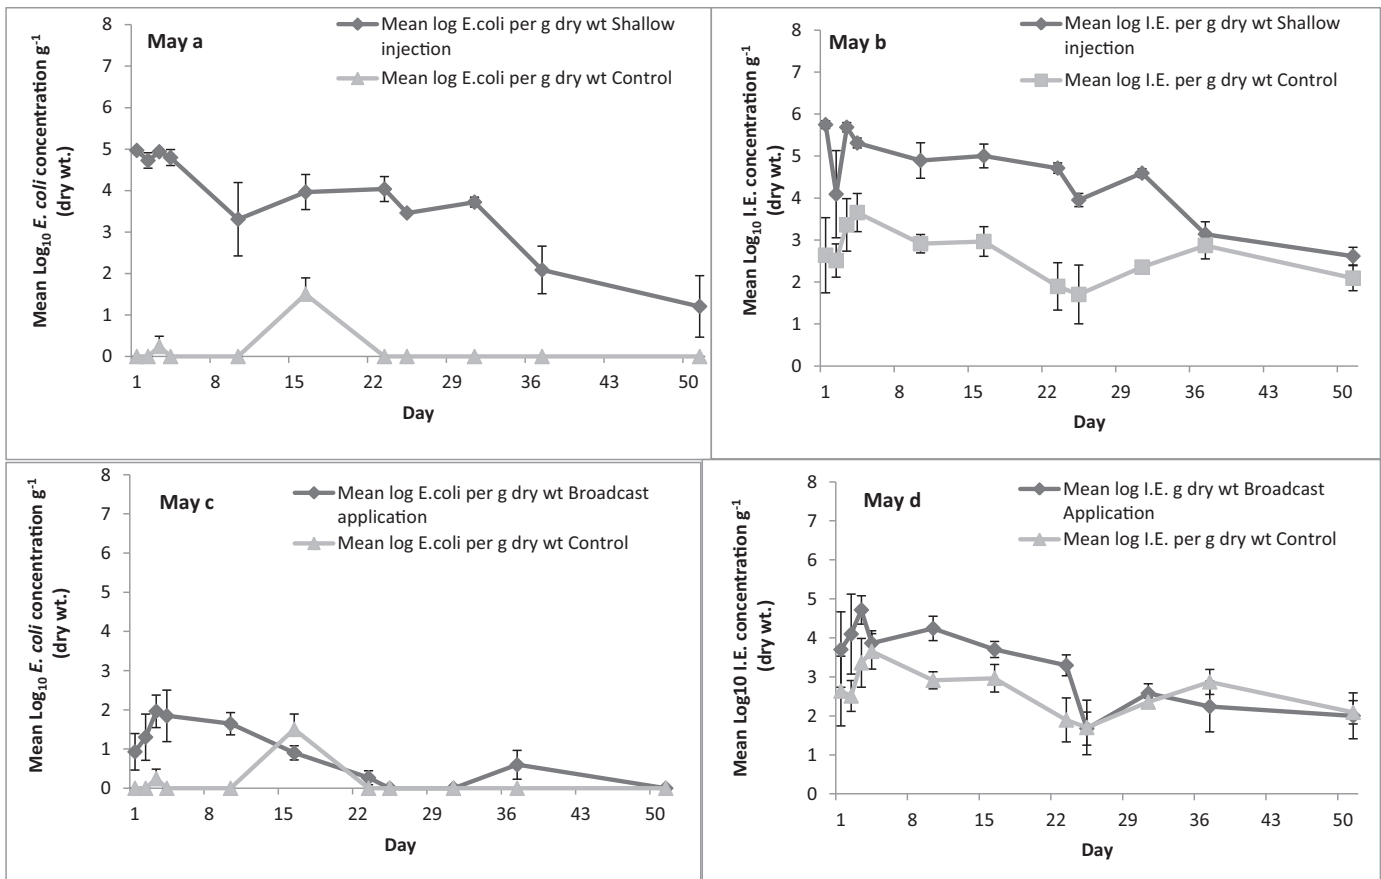 May a
Mean log E.coli per g dry wt Shallow
injection
Mean log E.coli per g dry wt Control
Mean Log₁₀ E. coli concentration g⁻¹
(dry wt.)
8
7
6
5
4
3
2
1
0
1 8 15 22 29 36 43 50
Day
May b
Mean log I.E. per g dry wt Shallow
injection
Mean log I.E. per g dry wt Control
Mean Log₁₀ I.E. concentration g⁻¹
(dry wt.)
8
7
6
5
4
3
2
1
0
1 8 15 22 29 36 43 50
Day
May c
Mean log E.coli per g dry wt Broadcast
application
Mean log E.coli per g dry wt Control
Mean Log₁₀ E. coli concentration g⁻¹
(dry wt.)
8
7
6
5
4
3
2
1
0
1 8 15 22 29 36 43 50
Day
May d
Mean log I.E. g dry wt Broadcast
Application
Mean log I.E. per g dry wt Control
Mean Log10 I.E. concentration g⁻¹
(dry wt.)
8
7
6
5
4
3
2
1
0
1 8 15 22 29 36 43 50
Day